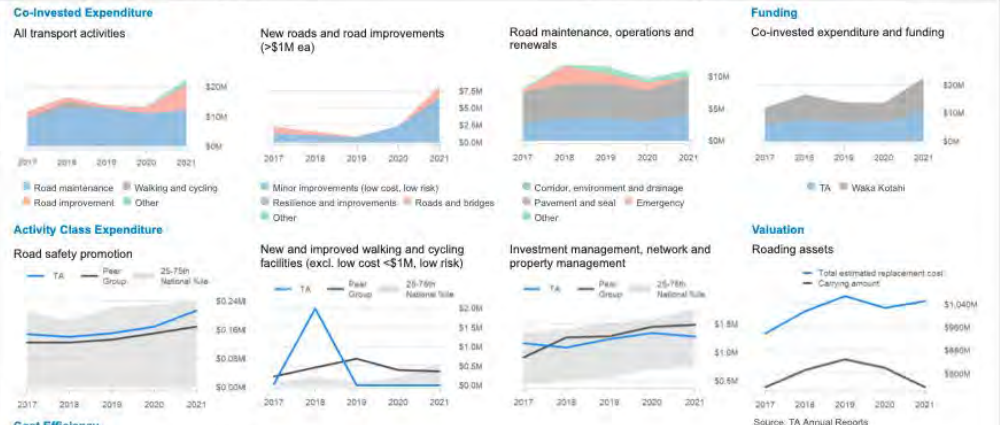 Co-Invested Expenditure
All transport activities
$20M
$10M
$0M
2017 2018 2019 2020 2021
Road maintenance Walking and cycling
Road improvement Other
New roads and road improvements
(>$1M ea)
$7.5M
$5.0M
$2.5M
$0.0M
2017 2018 2019 2020 2021
Minor improvements (low cost, low risk)
Resilience and improvements Roads and bridges
Other
Road maintenance, operations and
renewals
$10M
$5M
$0M
2017 2018 2019 2020 2021
Corridor, environment and drainage
Pavement and seal Emergency
Other
Funding
Co-invested expenditure and funding
$20M
$10M
$0M
2017 2018 2019 2020 2021
TA Waka Kotahi
Activity Class Expenditure
Road safety promotion
TA Peer Group 25-75th National %ile
$0.24M
$0.16M
$0.08M
$0.00M
2017 2018 2019 2020 2021
New and improved walking and cycling
facilities (excl. low cost <$1M, low risk)
TA Peer Group 25-75th National %ile
$2.0M
$1.5M
$1.0M
$0.5M
$0.0M
2017 2018 2019 2020 2021
Investment management, network and
property management
TA Peer Group 25-75th National %ile
$1.5M
$1.0M
$0.5M
2017 2018 2019 2020 2021
Valuation
Roading assets
Total estimated replacement cost
Carrying amount
$1,040M
$960M
$880M
$800M
2017 2018 2019 2020 2021
Source: TA Annual Reports
Cost Efficiency